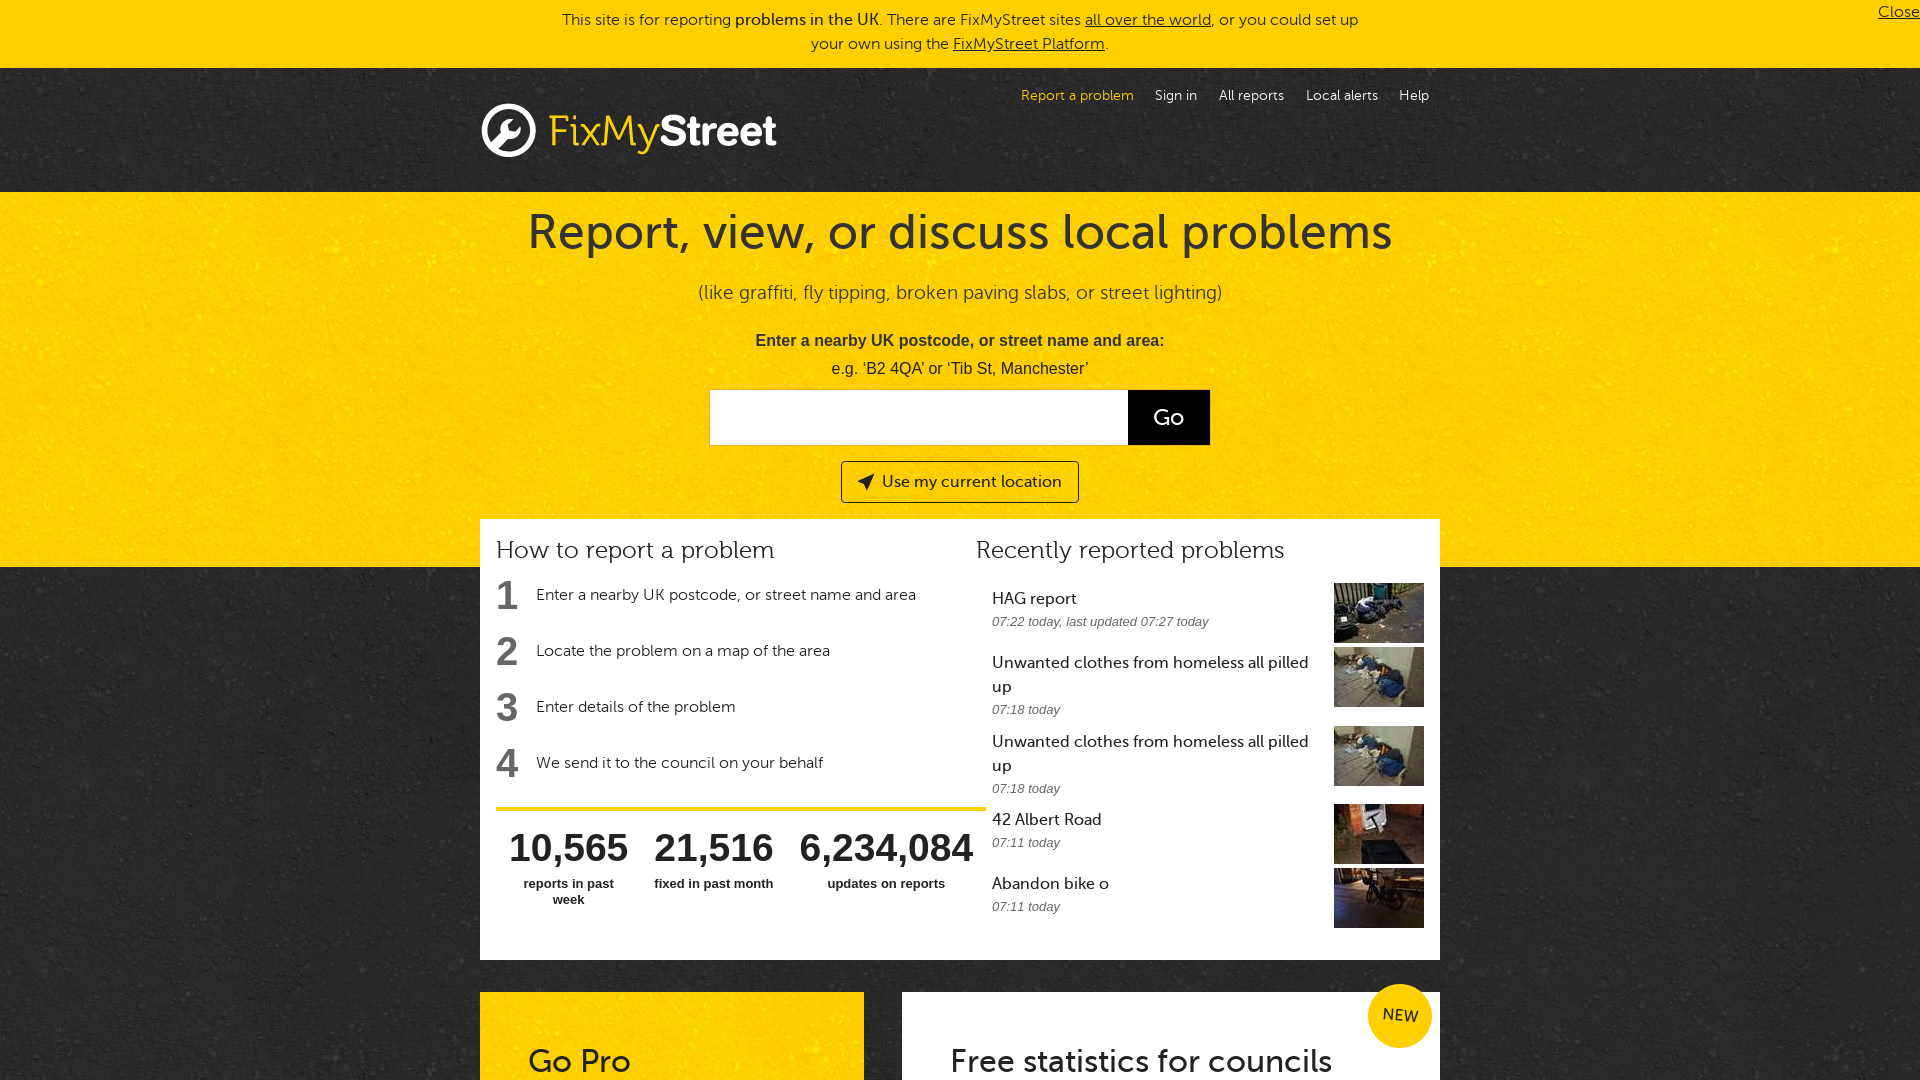 This site is for reporting problems in the UK. There are FixMyStreet sites all over the world, or you could set up
your own using the FixMyStreet Platform.
Close
Report a problem
Sign in
All reports
Local alerts
Help
FixMyStreet
Report, view, or discuss local problems
(like graffiti, fly tipping, broken paving slabs, or street lighting)
Enter a nearby UK postcode, or street name and area:
e.g. ‘B2 4QA’ or ‘Tib St, Manchester’
Go
Use my current location
How to report a problem
1 Enter a nearby UK postcode, or street name and area
2 Locate the problem on a map of the area
3 Enter details of the problem
4 We send it to the council on your behalf
10,565
reports in past
week
21,516
fixed in past month
6,234,084
updates on reports
Recently reported problems
HAG report
07:22 today, last updated 07:27 today
Unwanted clothes from homeless all pilled
up
07:18 today
Unwanted clothes from homeless all pilled
up
07:18 today
42 Albert Road
07:11 today
Abandon bike o
07:11 today
Go Pro
NEW
Free statistics for councils